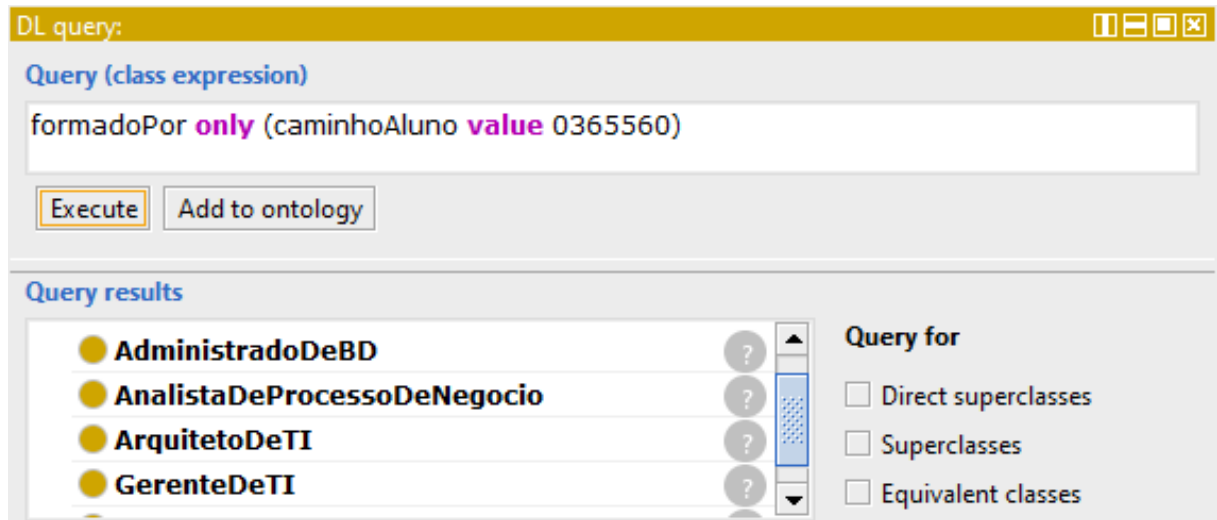 DL query:
Query (class expression)
formadoPor only (caminhoAluno value 0365560)
Execute Add to ontology
Query results
AdministradoDeBD ?
AnalistaDeProcessoDeNegocio ?
ArquitetoDeTI ?
GerenteDeTI ?
Query for
Direct superclasses
Superclasses
Equivalent classes